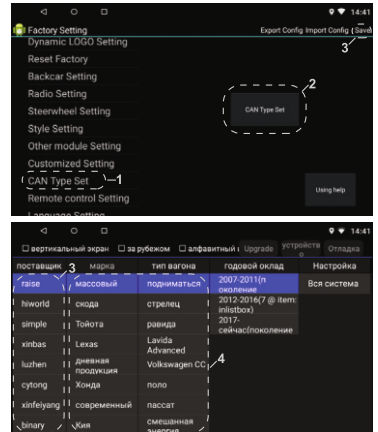 14:41
Factory Setting
Export Config Import Config (Save)
3
Dynamic LOGO Setting
Reset Factory
Backcar Setting
Radio Setting
Steerwheel Setting
Style Setting
Other module Setting
Customized Setting
CAN Type Set
1
Remote control Setting
Language Setting
2
CAN Type Set
Using help
14:41
вертикальный экран за рубежом алфавитный Upgrade устройство Отладка
поставщик 3 марка тип вагона годовой оклад Настройка
raise массовый подниматься 2007-2011(поколение Вся система
hiworld скода стрелец 2012-2016(7 @ item: inlistbox)
simple Тойота равида 2017-сейчас(поколение
xinbas Lexas Lavida Advanced
luzhen дневная продукция Volkswagen CC 4
cytong Хонда поло
xinfeiyang современный пассат
binary Кия смешанная энергия